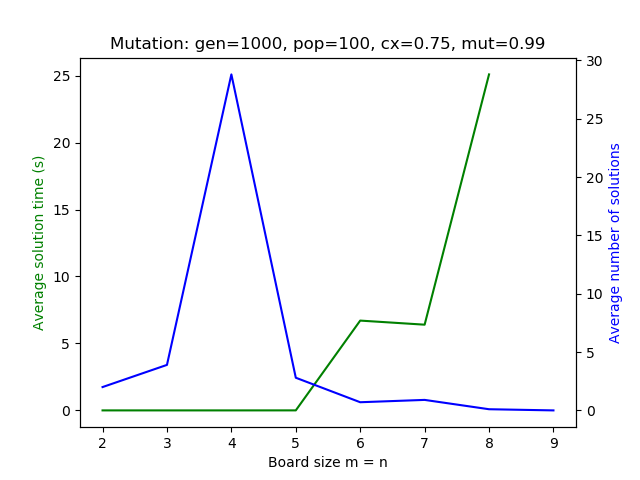 Mutation: gen=1000, pop=100, cx=0.75, mut=0.99
Average solution time (s)
25
20
15
10
5
0
30
25
20
15
10
5
0
Average number of solutions
2 3 4 5 6 7 8 9
Board size m = n